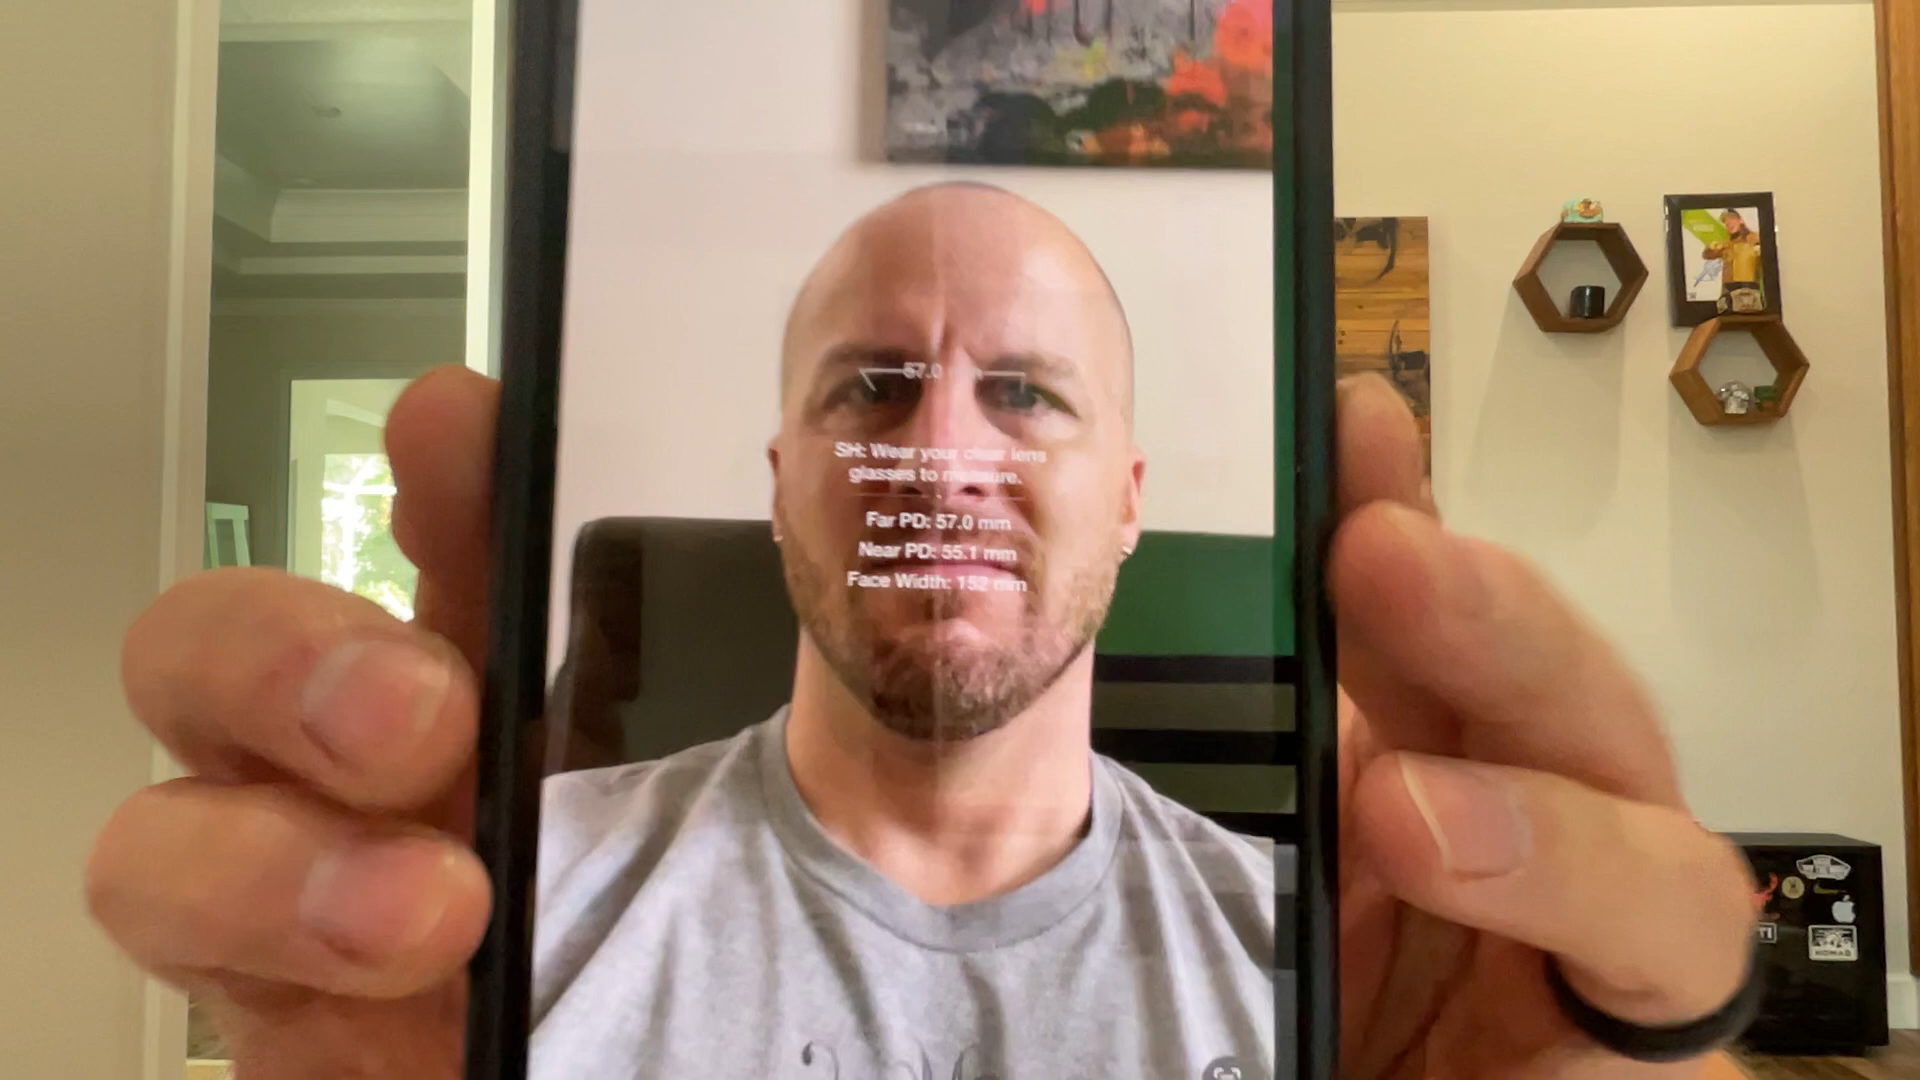 57.0
SH: Wear your clear lens
glasses to measure.
Far PD: 57.0 mm
Near PD: 55.1 mm
Face Width: 152 mm
NOMAD